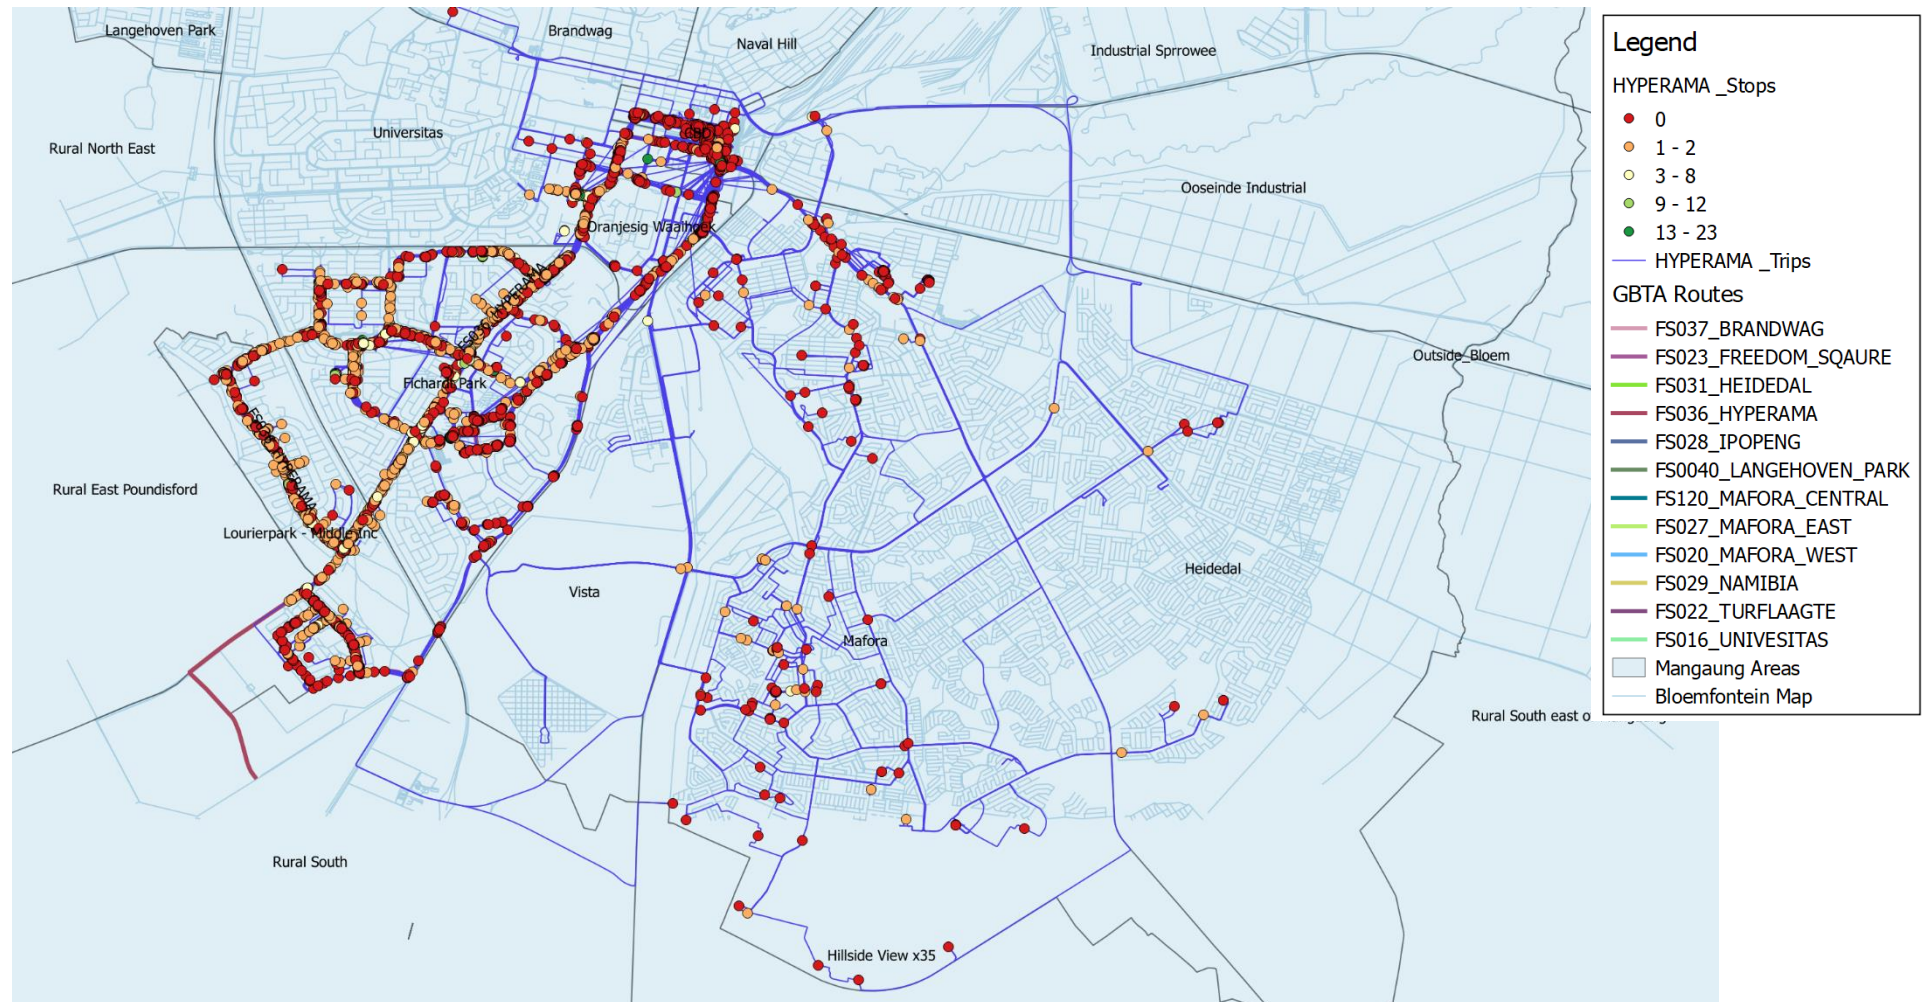 Langehoven Park
Brandwag
Naval Hill
Industrial Sprrowee
Rural North East
Universitas
CBD
Ooseinde Industrial
Oranjesig Waalhoek
FS036_HYPERAMA
Outside_Bloem
Fichardt Park
FS036_HYPERAMA
Rural East Poundisford
Lourierpark - Middle Inc
Vista
Heidedal
Mafora
Rural South east o
Rural South
Hillside View x35
Legend
HYPERAMA _Stops
0
1 - 2
3 - 8
9 - 12
13 - 23
HYPERAMA _Trips
GBTA Routes
FS037_BRANDWAG
FS023_FREEDOM_SQAURE
FS031_HEIDEDAL
FS036_HYPERAMA
FS028_IPOPENG
FS0040_LANGEHOVEN_PARK
FS120_MAFORA_CENTRAL
FS027_MAFORA_EAST
FS020_MAFORA_WEST
FS029_NAMIBIA
FS022_TURFLAAGTE
FS016_UNIVESITAS
Mangaung Areas
Bloemfontein Map